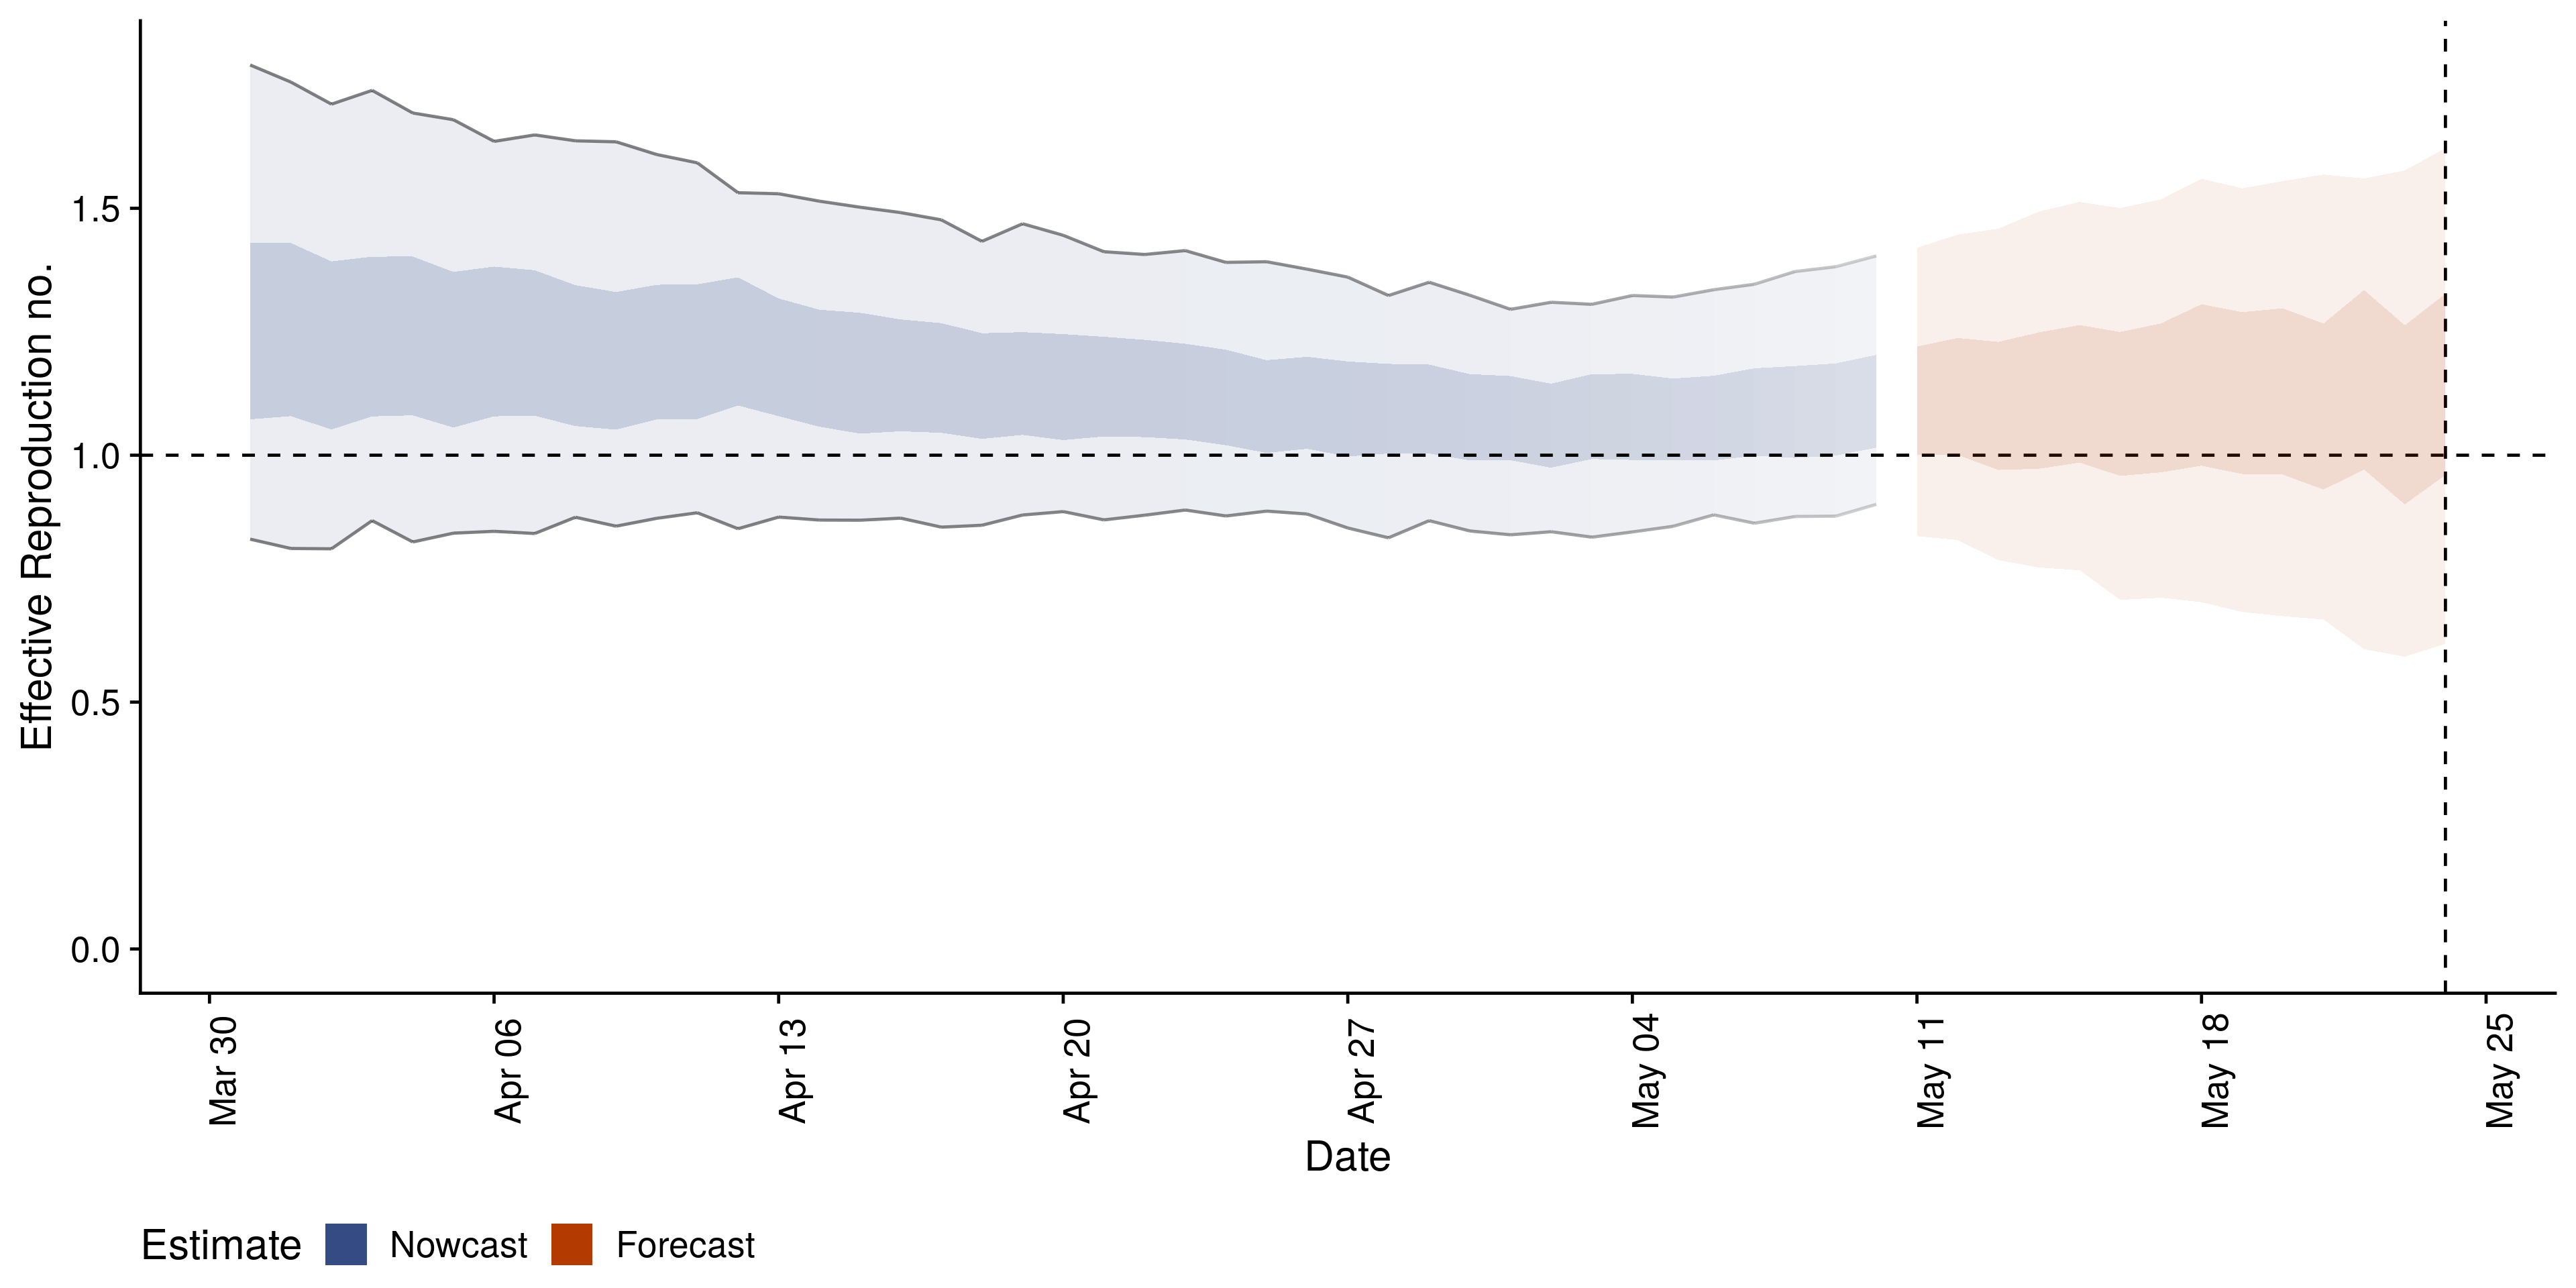 Effective Reproduction no.
1.5
1.0
0.5
0.0
Mar 30
Apr 06
Apr 13
Apr 20
Apr 27
May 04
May 11
May 18
May 25
Date
Estimate Nowcast Forecast